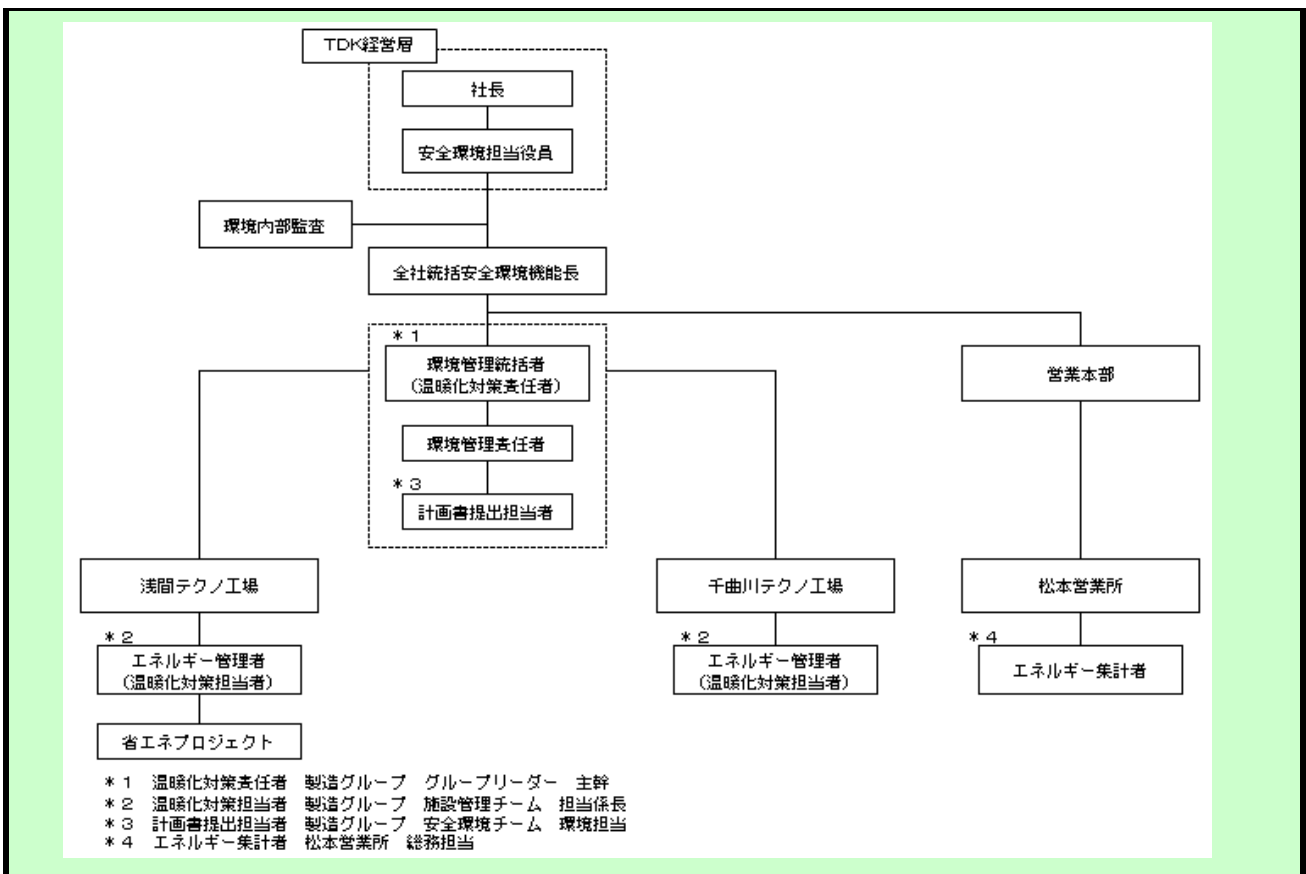 TDK経営層
社長
安全環境担当役員
環境内部監査
全社統括安全環境機能長
*1
環境管理統括者
(温暖化対策責任者)
営業本部
環境管理責任者
*3
計画書提出担当者
浅間テクノ工場
千曲川テクノ工場
松本営業所
*2
*2
*4
エネルギー管理者
(温暖化対策担当者)
エネルギー管理者
(温暖化対策担当者)
エネルギー集計者
省エネプロジェクト
*1 温暖化対策責任者 製造グループ グループリーダー 主幹
*2 温暖化対策担当者 製造グループ 施設管理チーム 担当係長
*3 計画書提出担当者 製造グループ 安全環境チーム 環境担当
*4 エネルギー集計者 松本営業所 総務担当